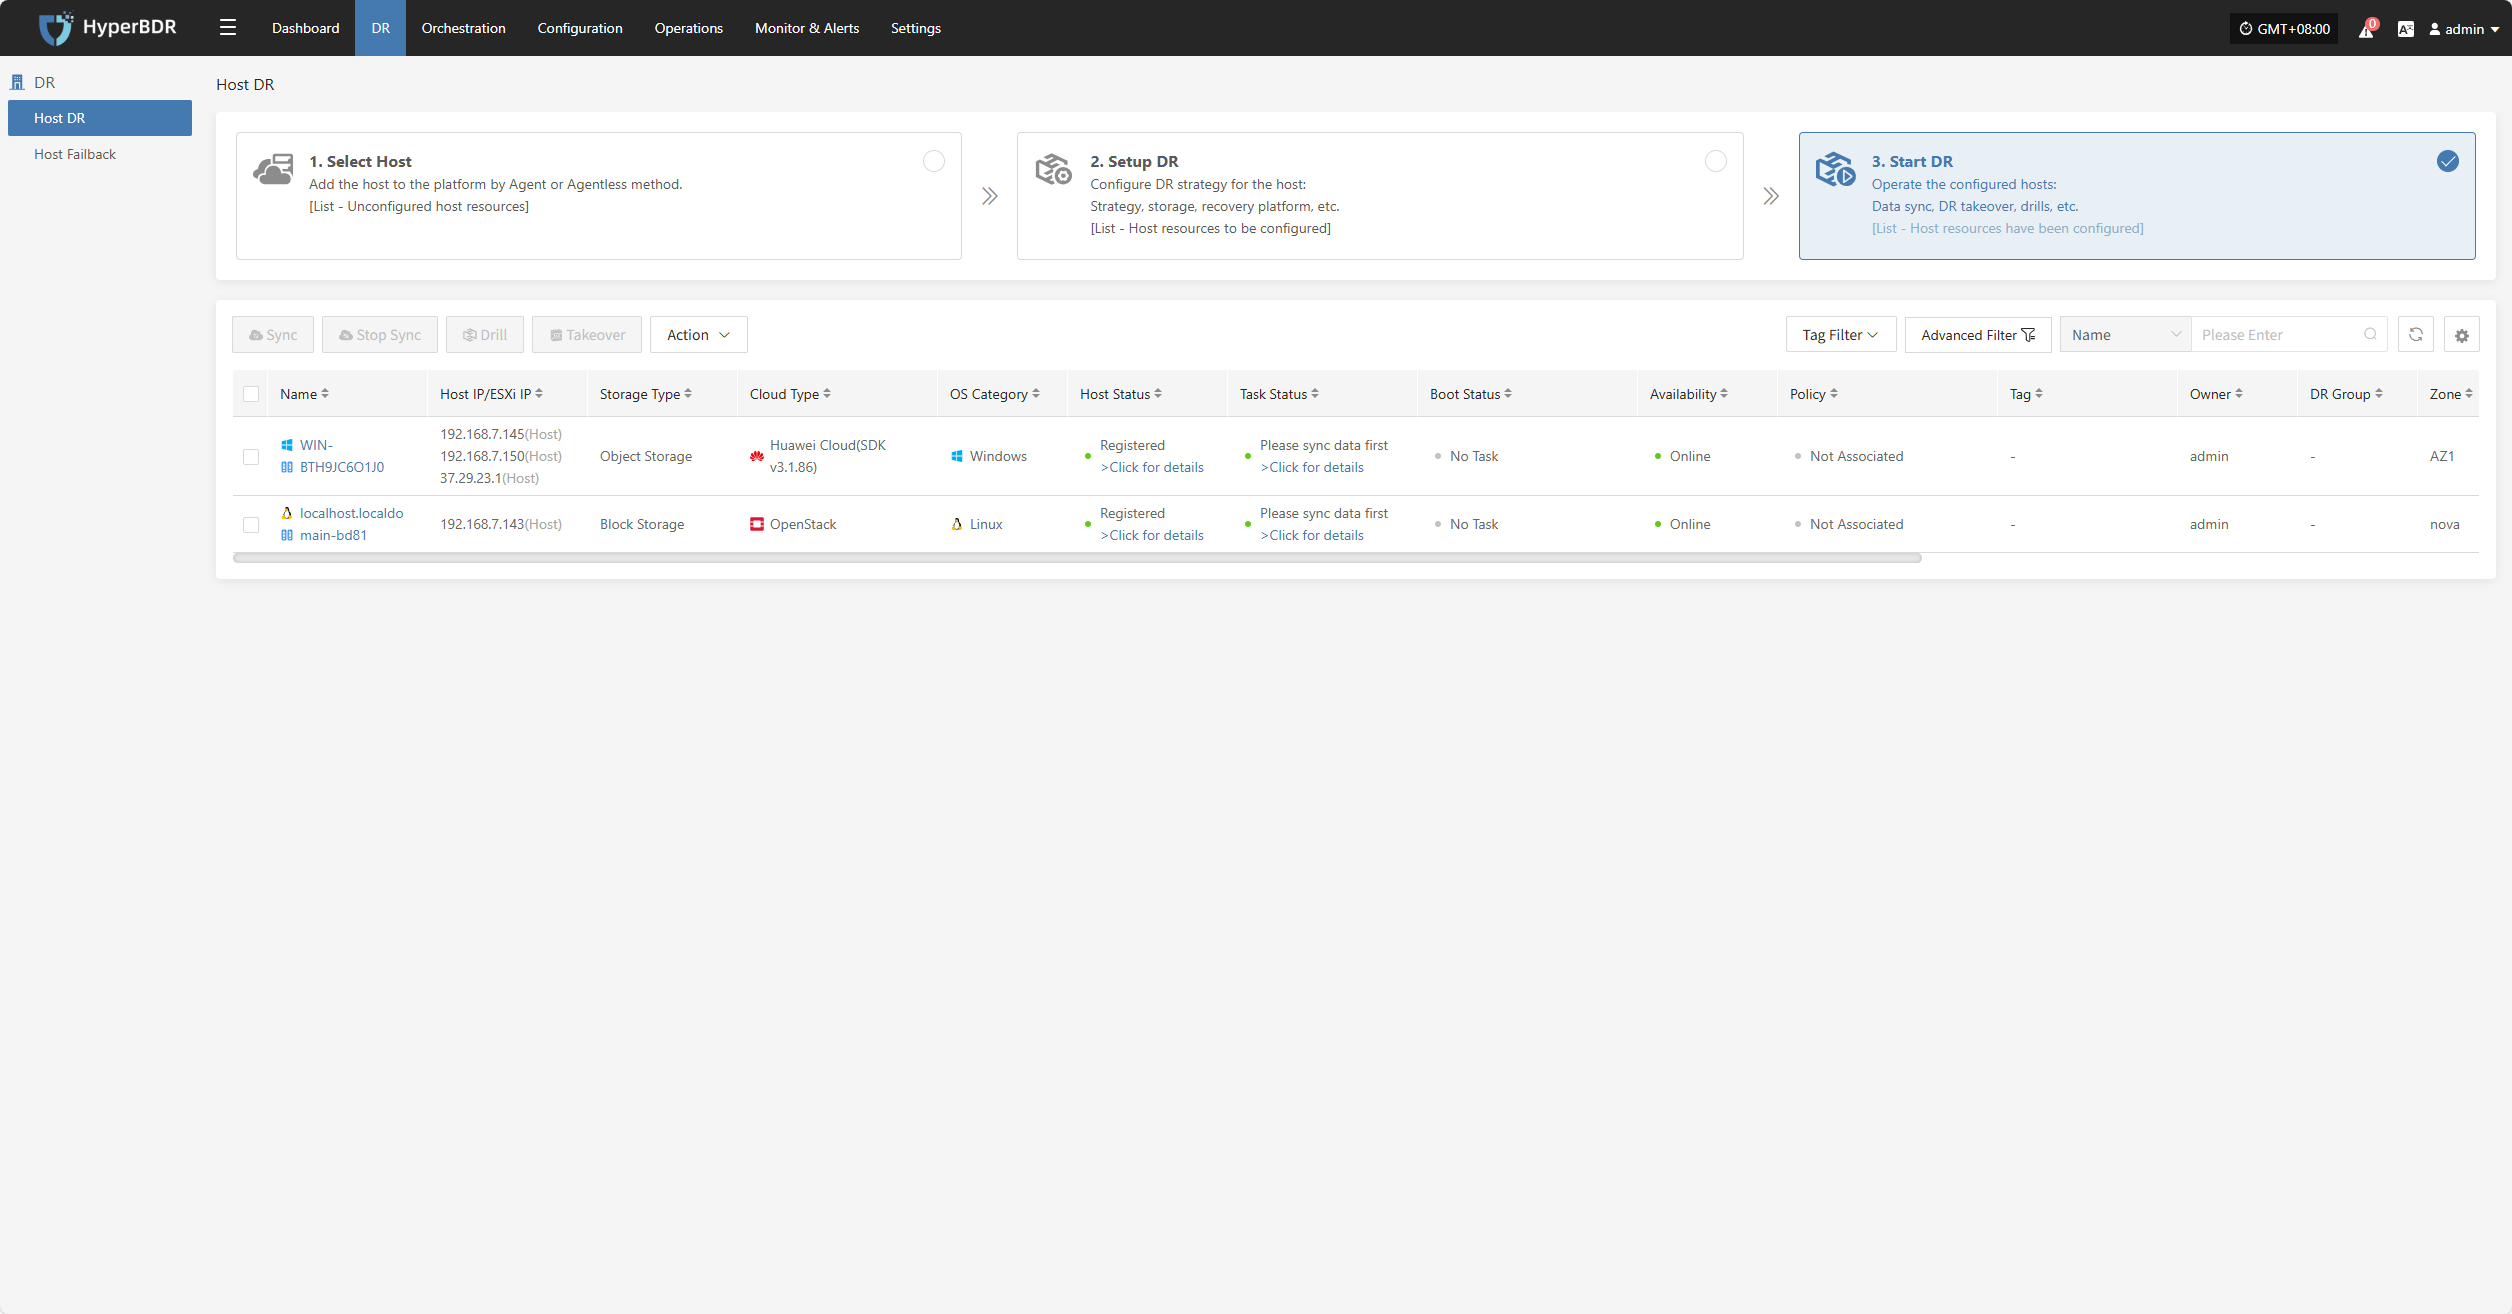 HyperBDR
Dashboard
DR
Orchestration
Configuration
Operations
Monitor & Alerts
Settings
GMT+08:00
0
admin
DR
Host DR
Host Failback
Host DR
1. Select Host
Add the host to the platform by Agent or Agentless method.
[List - Unconfigured host resources]
2. Setup DR
Configure DR strategy for the host:
Strategy, storage, recovery platform, etc.
[List - Host resources to be configured]
3. Start DR
Operate the configured hosts:
Data sync, DR takeover, drills, etc.
[List - Host resources have been configured]
Sync
Stop Sync
Drill
Takeover
Action
Tag Filter
Advanced Filter
Name
Please Enter
Name
Host IP/ESXi IP
Storage Type
Cloud Type
OS Category
Host Status
Task Status
Boot Status
Availability
Policy
Tag
Owner
DR Group
Zone
WIN-
BTH9JC6O1J0
192.168.7.145(Host)
192.168.7.150(Host)
37.29.23.1(Host)
Object Storage
Huawei Cloud(SDK
v3.1.86)
Windows
Registered
>Click for details
Please sync data first
>Click for details
No Task
Online
Not Associated
-
admin
-
AZ1
localhost.localdo
main-bd81
192.168.7.143(Host)
Block Storage
OpenStack
Linux
Registered
>Click for details
Please sync data first
>Click for details
No Task
Online
Not Associated
-
admin
-
nova